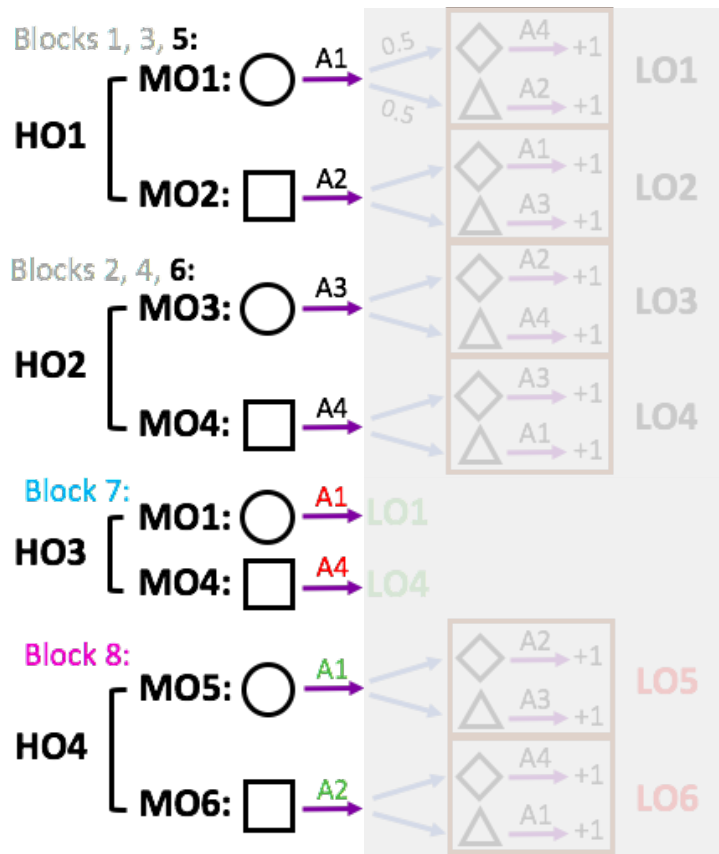 Blocks 1, 3, 5:
HO1
MO1: A1 0.5 0.5 A4 +1 A2 +1 LO1
MO2: A2 A1 +1 A3 +1 LO2
Blocks 2, 4, 6:
HO2
MO3: A3 A2 +1 A4 +1 LO3
MO4: A4 A3 +1 A1 +1 LO4
Block 7:
HO3
MO1: A1 LO1
MO4: A4 LO4
Block 8:
HO4
MO5: A1 A2 +1 A3 +1 LO5
MO6: A2 A4 +1 A1 +1 LO6